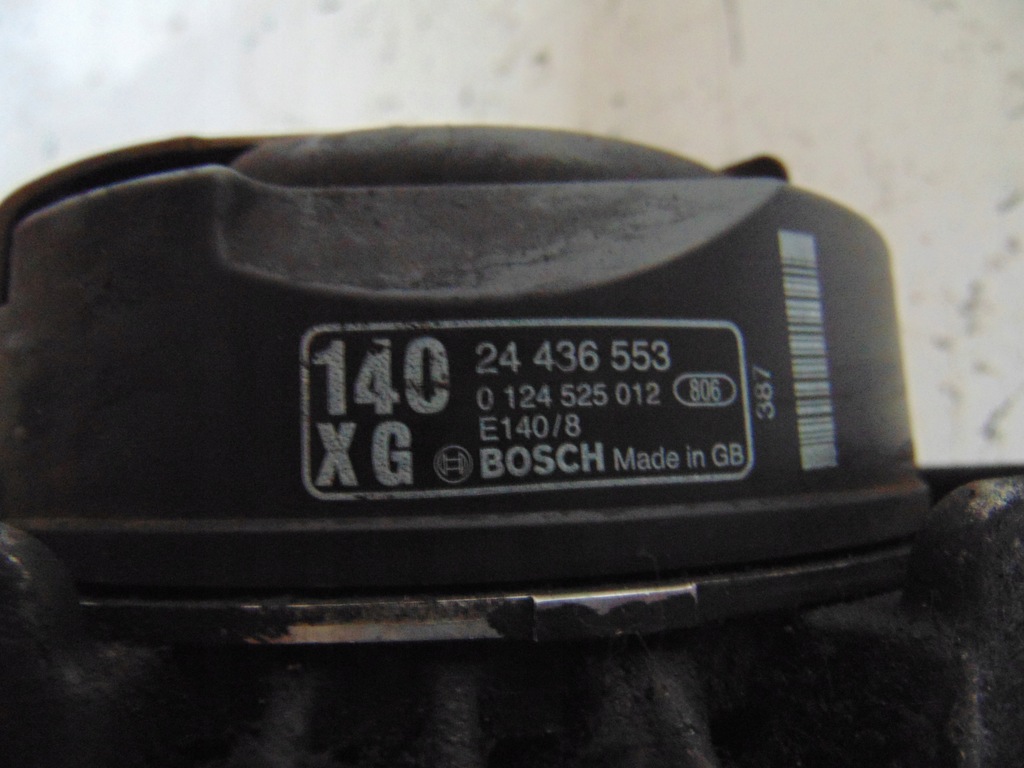 140
XG
24 436 553
0 124 525 012 806
E140/8
BOSCH Made in GB
387